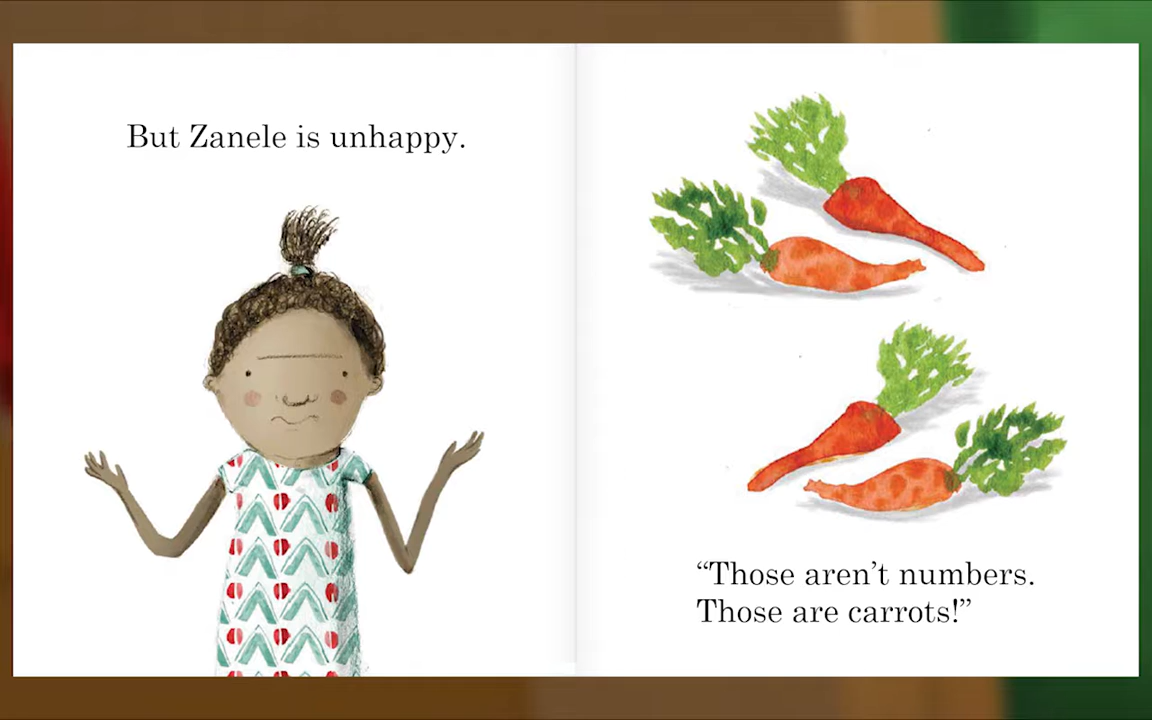 But Zanele is unhappy.
“Those aren’t numbers.
Those are carrots!”